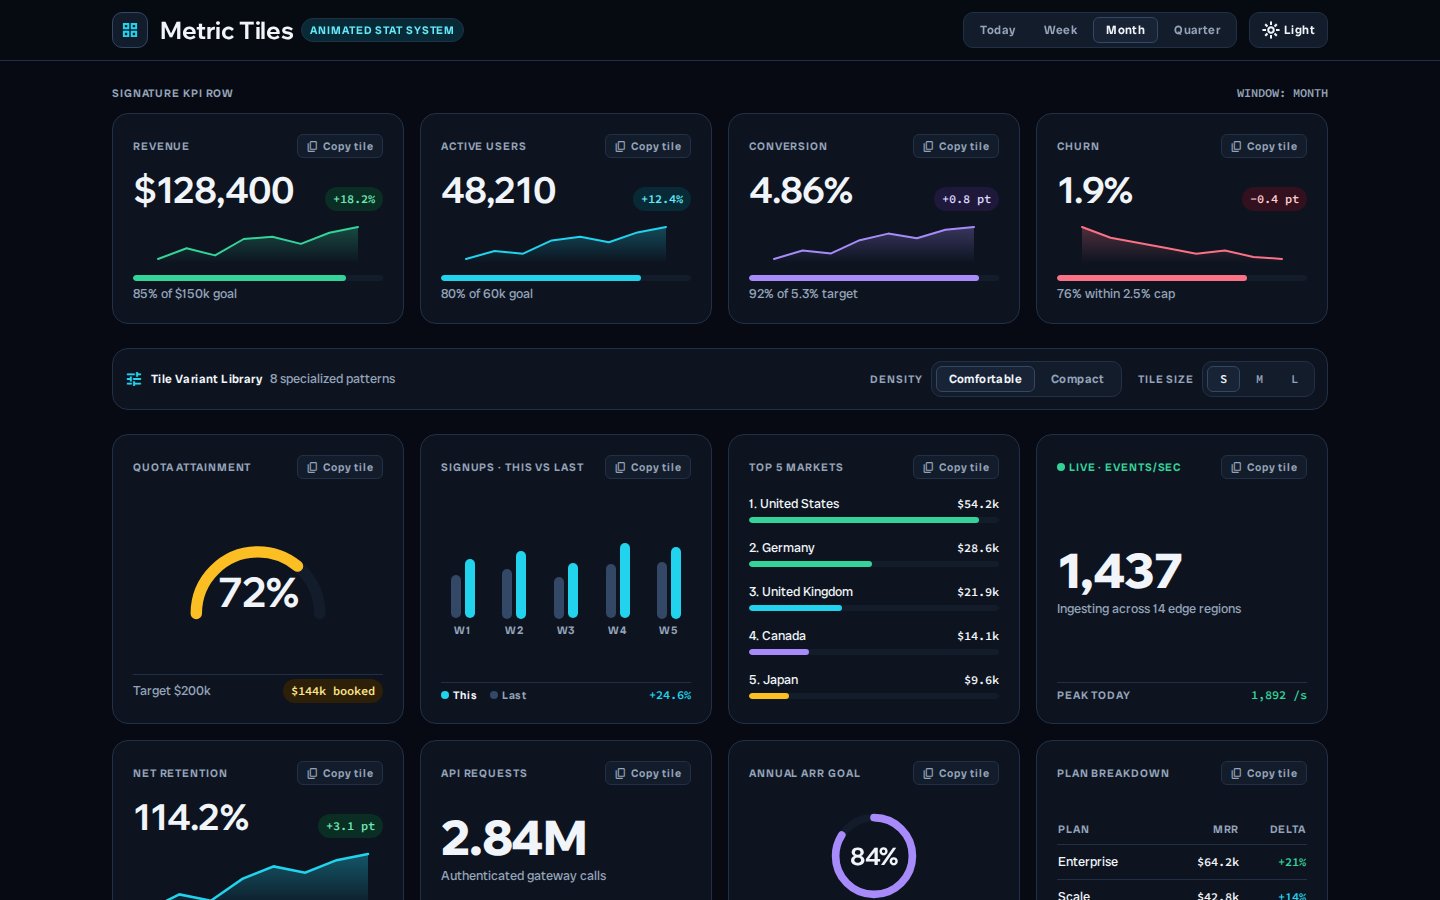 Metric Tiles ANIMATED STAT SYSTEM Today Week Month Quarter Light
SIGNATURE KPI ROW WINDOW: MONTH
REVENUE Copy tile
$128,400 +18.2%
85% of $150k goal
ACTIVE USERS Copy tile
48,210 +12.4%
80% of 60k goal
CONVERSION Copy tile
4.86% +0.8 pt
92% of 5.3% target
CHURN Copy tile
1.9% −0.4 pt
76% within 2.5% cap
Tile Variant Library 8 specialized patterns DENSITY Comfortable Compact TILE SIZE S M L
QUOTA ATTAINMENT Copy tile
72%
Target $200k $144k booked
SIGNUPS · THIS VS LAST Copy tile
W1 W2 W3 W4 W5
This Last +24.6%
TOP 5 MARKETS Copy tile
1. United States $54.2k
2. Germany $28.6k
3. United Kingdom $21.9k
4. Canada $14.1k
5. Japan $9.6k
LIVE · EVENTS/SEC Copy tile
1,437
Ingesting across 14 edge regions
PEAK TODAY 1,892 /s
NET RETENTION Copy tile
114.2% +3.1 pt
API REQUESTS Copy tile
2.84M
Authenticated gateway calls
ANNUAL ARR GOAL Copy tile
84%
PLAN BREAKDOWN Copy tile
PLAN MRR DELTA
Enterprise $64.2k +21%
Scale $42.8k +14%